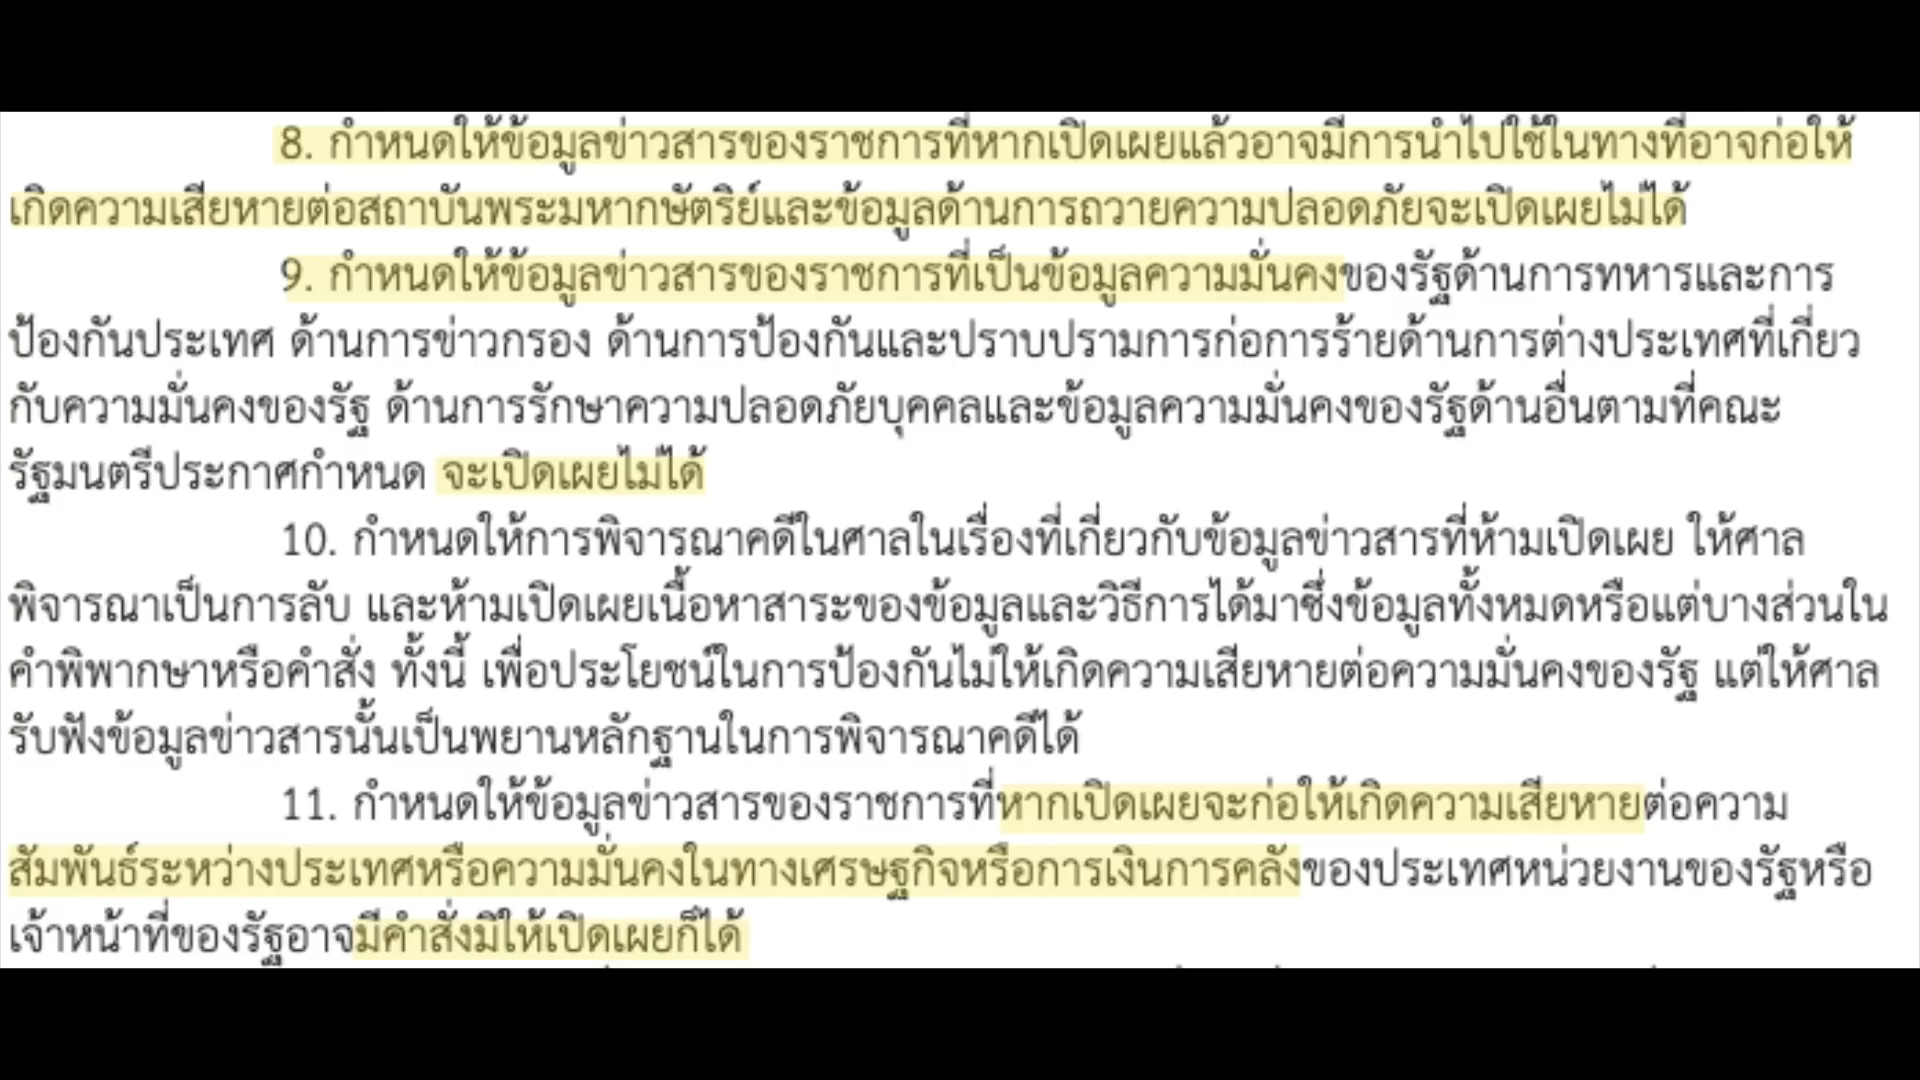 8. กำหนดให้ข้อมูลข่าวสารของราชการที่หากเปิดเผยแล้วอาจมีการนำไปใช้ในทางที่อาจก่อให้
เกิดความเสียหายต่อสถาบันพระมหากษัตริย์และข้อมูลด้านการถวายความปลอดภัยจะเปิดเผยไม่ได้
9. กำหนดให้ข้อมูลข่าวสารของราชการที่เป็นข้อมูลความมั่นคงของรัฐด้านการทหารและการ
ป้องกันประเทศ ด้านการข่าวกรอง ด้านการป้องกันและปราบปรามการก่อการร้ายด้านการต่างประเทศที่เกี่ยว
กับความมั่นคงของรัฐ ด้านการรักษาความปลอดภัยบุคคลและข้อมูลความมั่นคงของรัฐด้านอื่นตามที่คณะ
รัฐมนตรีประกาศกำหนด จะเปิดเผยไม่ได้
10. กำหนดให้การพิจารณาคดีในศาลในเรื่องที่เกี่ยวกับข้อมูลข่าวสารที่ห้ามเปิดเผย ให้ศาล
พิจารณาเป็นการลับ และห้ามเปิดเผยเนื้อหาสาระของข้อมูลและวิธีการได้มาซึ่งข้อมูลทั้งหมดหรือแต่บางส่วนใน
คำพิพากษาหรือคำสั่ง ทั้งนี้ เพื่อประโยชน์ในการป้องกันไม่ให้เกิดความเสียหายต่อความมั่นคงของรัฐ แต่ให้ศาล
รับฟังข้อมูลข่าวสารนั้นเป็นพยานหลักฐานในการพิจารณาคดีได้
11. กำหนดให้ข้อมูลข่าวสารของราชการที่หากเปิดเผยจะก่อให้เกิดความเสียหายต่อความ
สัมพันธ์ระหว่างประเทศหรือความมั่นคงในทางเศรษฐกิจหรือการเงินการคลังของประเทศหน่วยงานของรัฐหรือ
เจ้าหน้าที่ของรัฐอาจมีคำสั่งมิให้เปิดเผยก็ได้